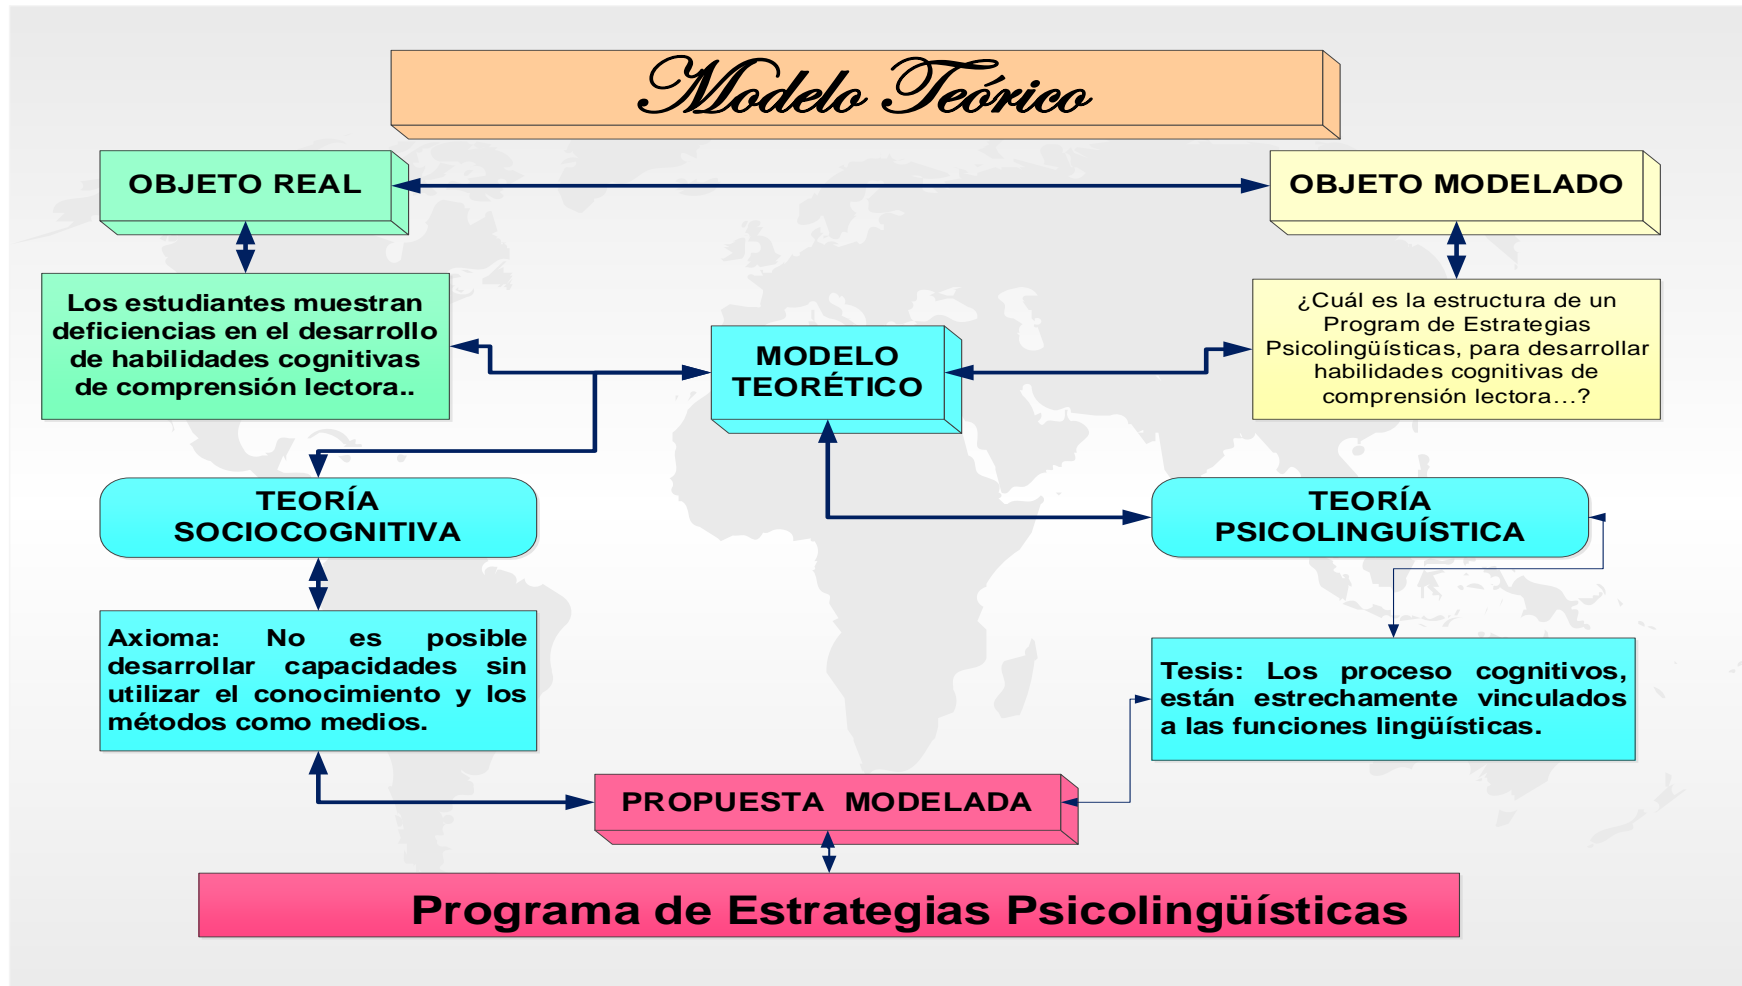 Modelo Teórico
OBJETO REAL
OBJETO MODELADO
Los estudiantes muestran
deficiencias en el desarrollo
de habilidades cognitivas
de comprensión lectora..
¿Cuál es la estructura de un
Program de Estrategias
Psicolingüísticas, para desarrollar
habilidades cognitivas de
comprensión lectora…?
MODELO
TEORÉTICO
TEORÍA
SOCIOCOGNITIVA
TEORÍA
PSICOLINGUÍSTICA
Axioma: No es posible
desarrollar capacidades sin
utilizar el conocimiento y los
métodos como medios.
Tesis: Los proceso cognitivos,
están estrechamente vinculados
a las funciones lingüísticas.
PROPUESTA MODELADA
Programa de Estrategias Psicolingüísticas